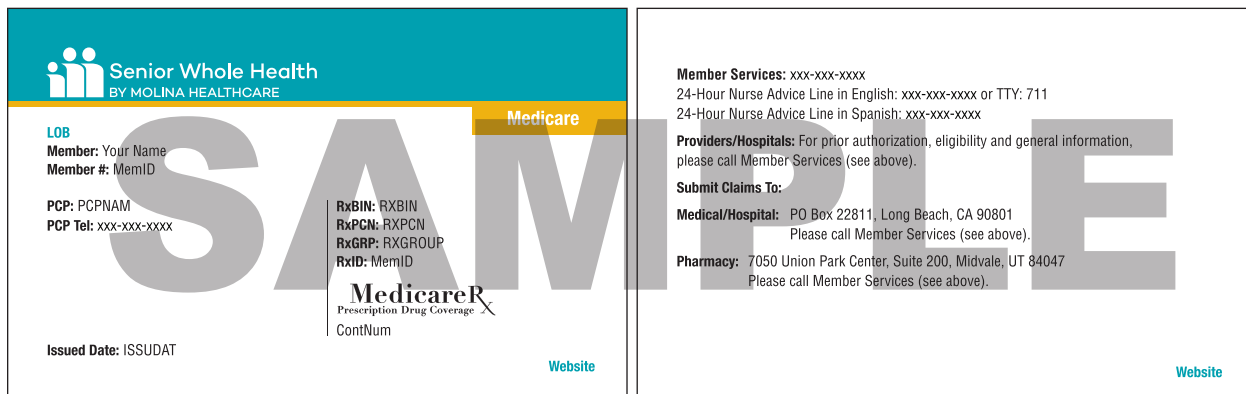 Senior Whole Health
BY MOLINA HEALTHCARE
Medicare
LOB
Member: Your Name
Member #: MemID
PCP: PCPNAM
PCP Tel: xxx-xxx-xxxx
RxBIN: RXBIN
RxPCN: RXPCN
RxGRP: RXGROUP
RxID: MemID
MedicareRx
Prescription Drug Coverage
ContNum
Issued Date: ISSUDAT
Website
Member Services: xxx-xxx-xxxx
24-Hour Nurse Advice Line in English: xxx-xxx-xxxx or TTY: 711
24-Hour Nurse Advice Line in Spanish: xxx-xxx-xxxx
Providers/Hospitals: For prior authorization, eligibility and general information,
please call Member Services (see above).
Submit Claims To:
Medical/Hospital: PO Box 22811, Long Beach, CA 90801
Please call Member Services (see above).
Pharmacy: 7050 Union Park Center, Suite 200, Midvale, UT 84047
Please call Member Services (see above).
Website
SAMPLE